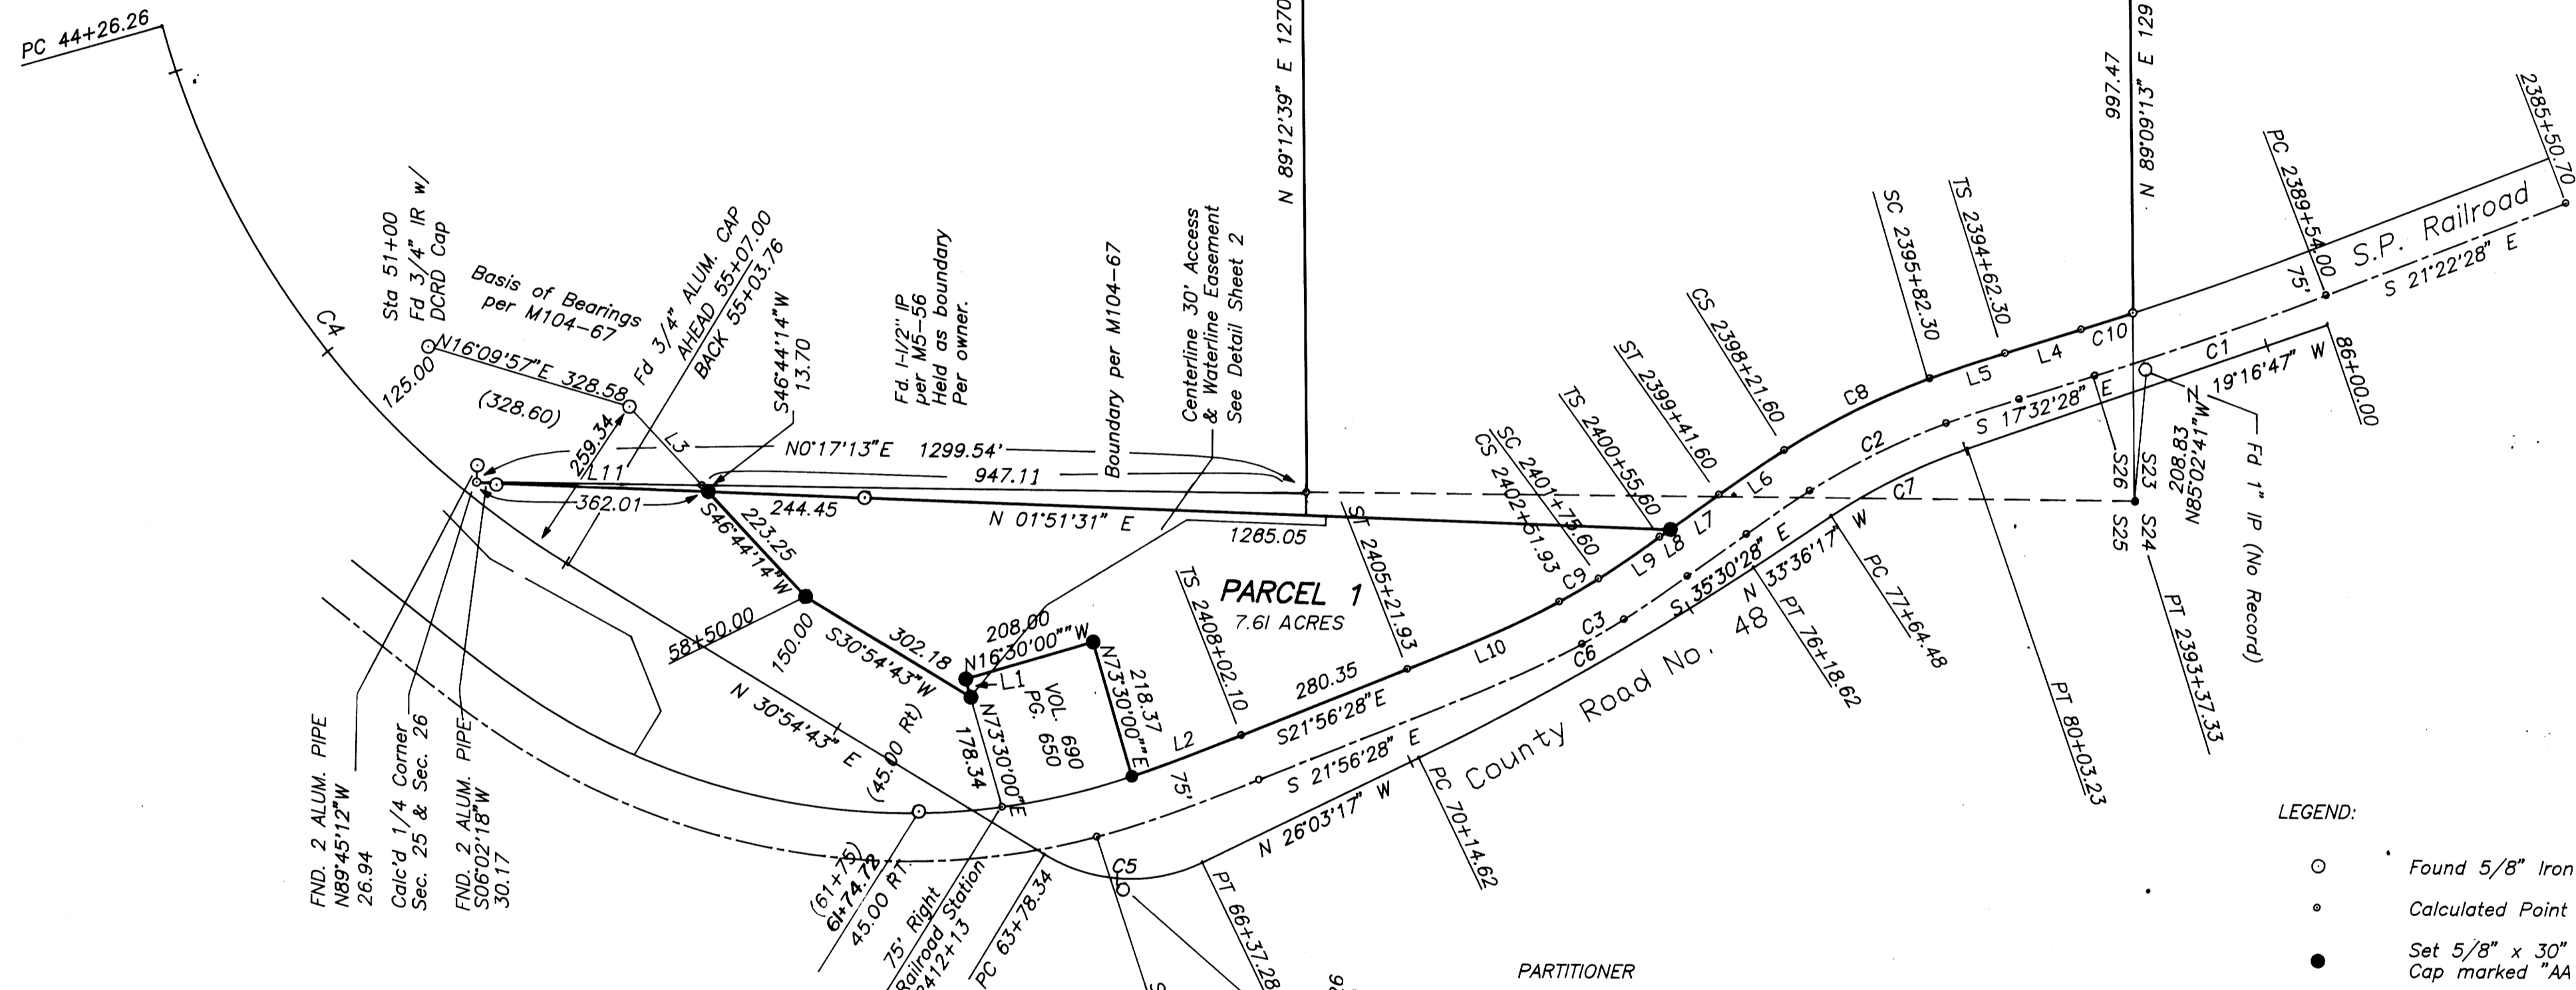 PC 44+26.26
C4
Sta 51+00
Fd 3/4" IR w/
DCRD Cap
Basis of Bearings
per M104-67
N16°09'57"E 328.58
(328.60)
125.00
259.34
L3
L11
Fd 3/4" ALUM. CAP
AHEAD 55+07.00
BACK 55+03.76
S46°44'14"W
13.70
Fd. 1-1/2" IP
per M5-56
Held as boundary
Per owner.
Boundary per M104-67
Centerline 30' Access
& Waterline Easement
See Detail Sheet 2
N 89°12'39" E 1270
N0°17'13"E 1299.54'
947.11
362.01
244.45
N 01°51'31" E
1285.05
223.25
S46°44'14"W
58+50.00
150.00
302.18
S30°54'43"W
N 30°54'43" E
(45.00 Rt)
208.00
N16°30'00""W
L1
VOL. 690
PG. 650
218.37
N73°30'00""E
N73°30'00"E
178.34
PARCEL 1
7.61 ACRES
TS 2408+02.10
ST 2405+21.93
CS 2402+61.93
SC 2401+75.60
TS 2400+55.60
ST 2399+41.60
CS 2398+21.60
SC 2395+82.30
TS 2394+62.30
L2
75'
280.35
S21°56'28"E
S 21°56'28" E
L10
C9
L9
L8
L7
L6
C8
L5
L4
C10
C3
C6
C2
C7
C1
S 35°30'28" E
N 33°36'17" W
S 17°32'28" E
N 19°16'47" W
N 89°09'13" E 129
997.47
PC 2389+54.00
75'
2385+50.70
S.P. Railroad
S 21°22'28" E
86+00.00
S26
S23
S25
S24
208.83
N85°02'41"W
Fd 1" IP (No Record)
PT 2393+37.33
PT 80+03.23
PC 77+64.48
PT 76+18.62
County Road No. 48
PC 70+14.62
N 26°03'17" W
PT 66+37.28
C5
PC 63+78.34
75' Right
Railroad Station
2412+13
(61+75)
61+74.72
45.00 RT.
FND. 2 ALUM. PIPE
N89°45'12"W
26.94
Calc'd 1/4 Corner
Sec. 25 & Sec. 26
FND. 2 ALUM. PIPE
S06°02'18"W
30.17
PARTITIONER
LEGEND:
Found 5/8" Iron
Calculated Point
Set 5/8" x 30"
Cap marked "AA